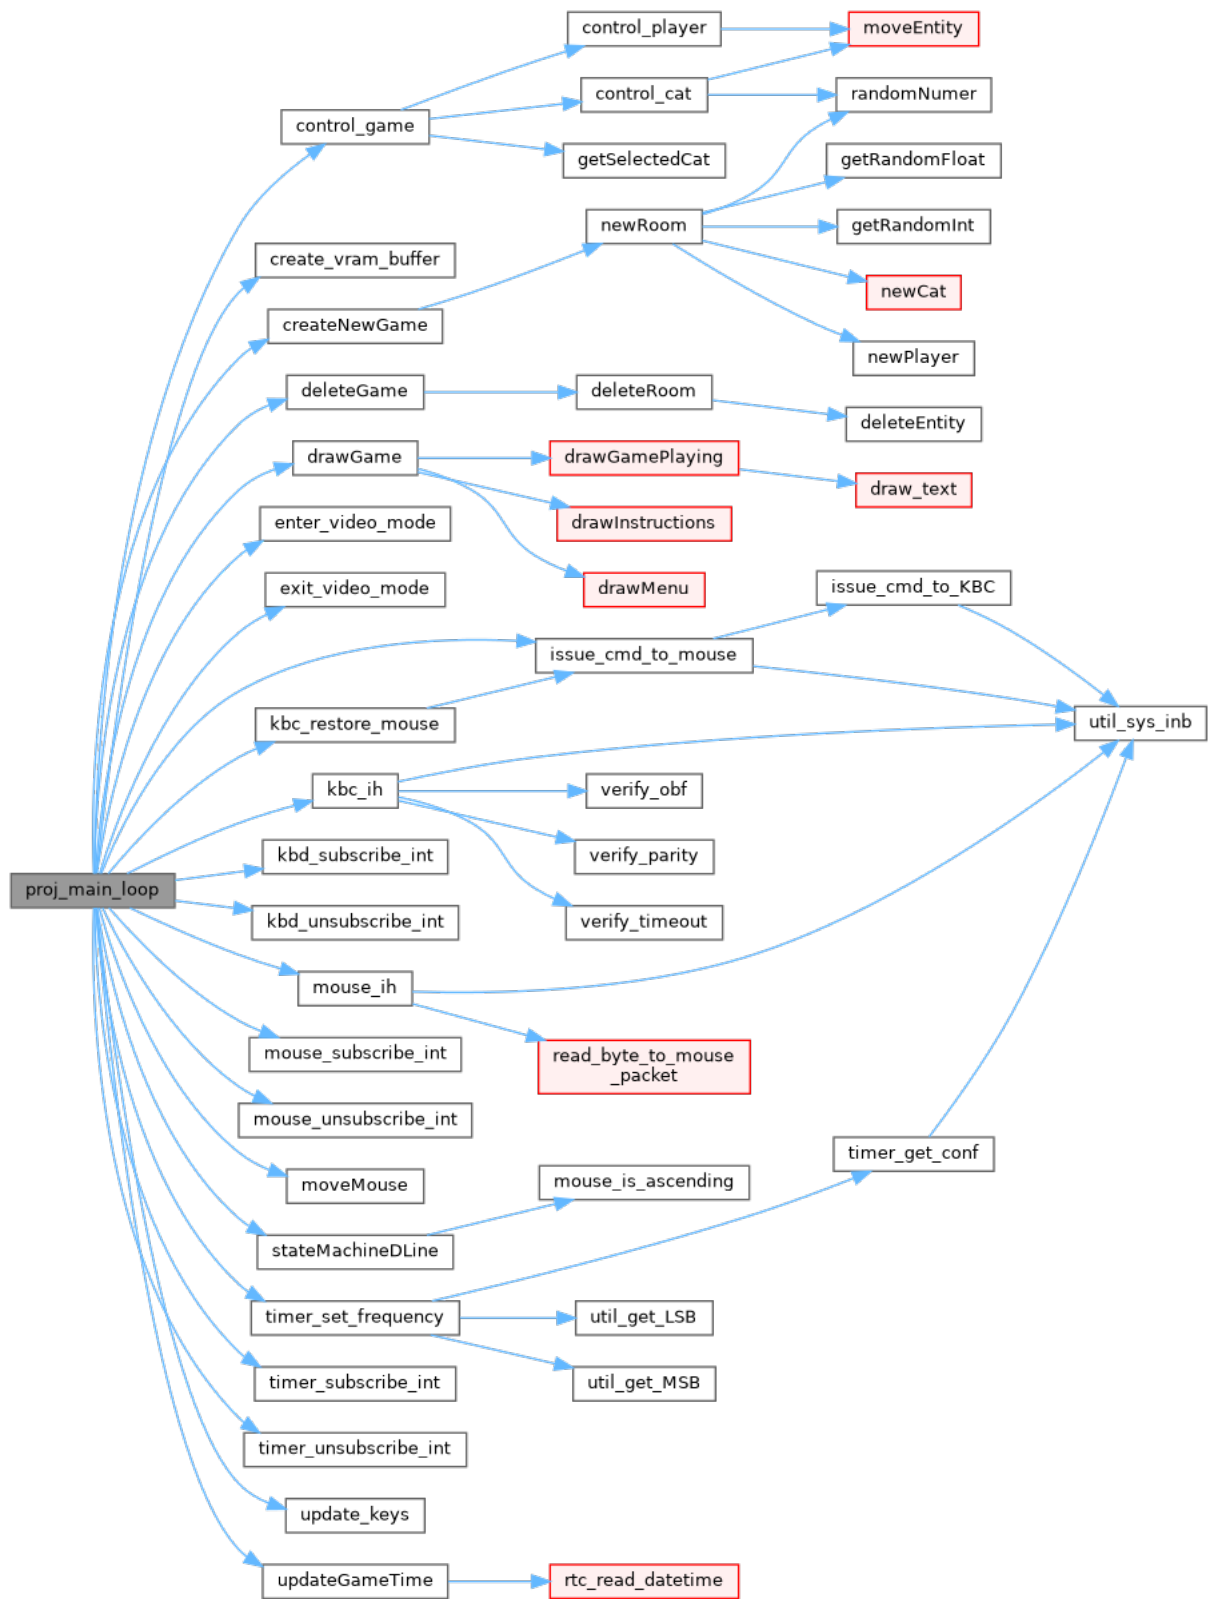 control_player
moveEntity
control_cat
randomNumer
control_game
getSelectedCat
getRandomFloat
newRoom
getRandomInt
create_vram_buffer
newCat
createNewGame
newPlayer
deleteGame
deleteRoom
deleteEntity
drawGame
drawGamePlaying
draw_text
enter_video_mode
drawInstructions
exit_video_mode
drawMenu
issue_cmd_to_KBC
issue_cmd_to_mouse
kbc_restore_mouse
util_sys_inb
kbc_ih
verify_obf
kbd_subscribe_int
verify_parity
proj_main_loop
kbd_unsubscribe_int
verify_timeout
mouse_ih
mouse_subscribe_int
read_byte_to_mouse
_packet
mouse_unsubscribe_int
timer_get_conf
moveMouse
mouse_is_ascending
stateMachineDLine
timer_set_frequency
util_get_LSB
timer_subscribe_int
util_get_MSB
timer_unsubscribe_int
update_keys
updateGameTime
rtc_read_datetime